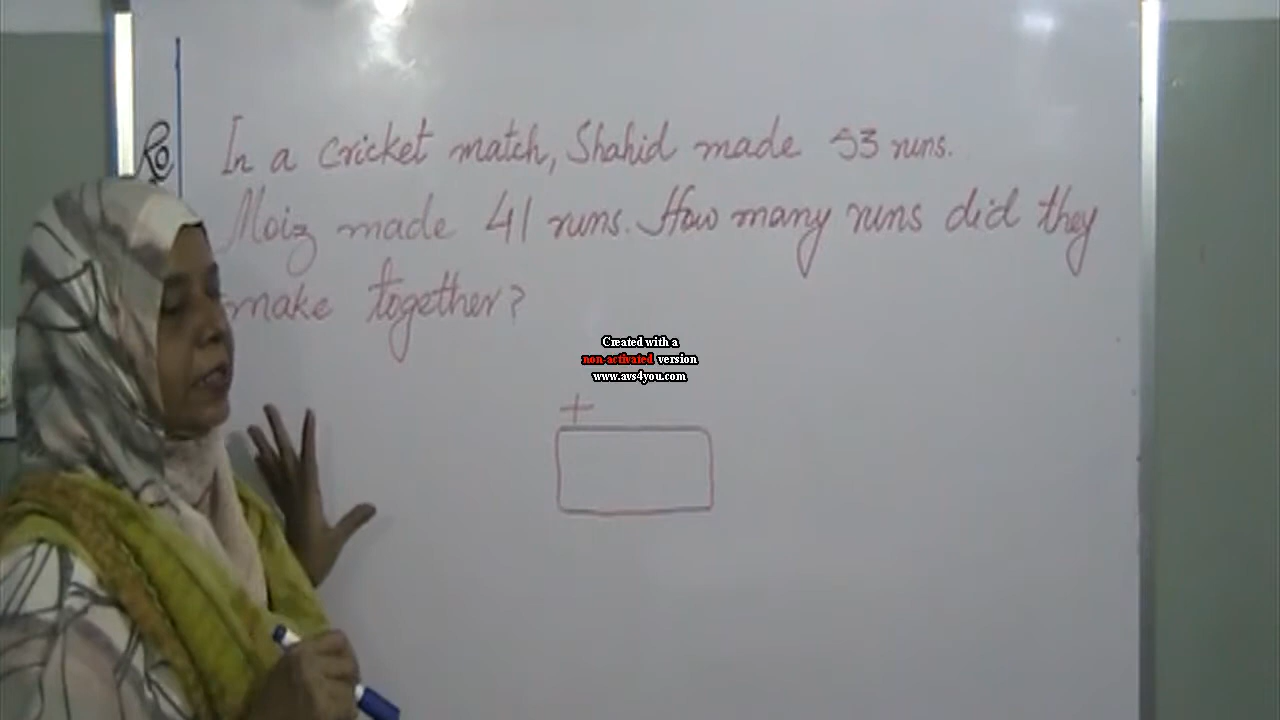 In a cricket match, Shahid made 53 runs.
Moiz made 41 runs. How many runs did they
make together?
Created with a
non-activated version
www.avs4you.com
+